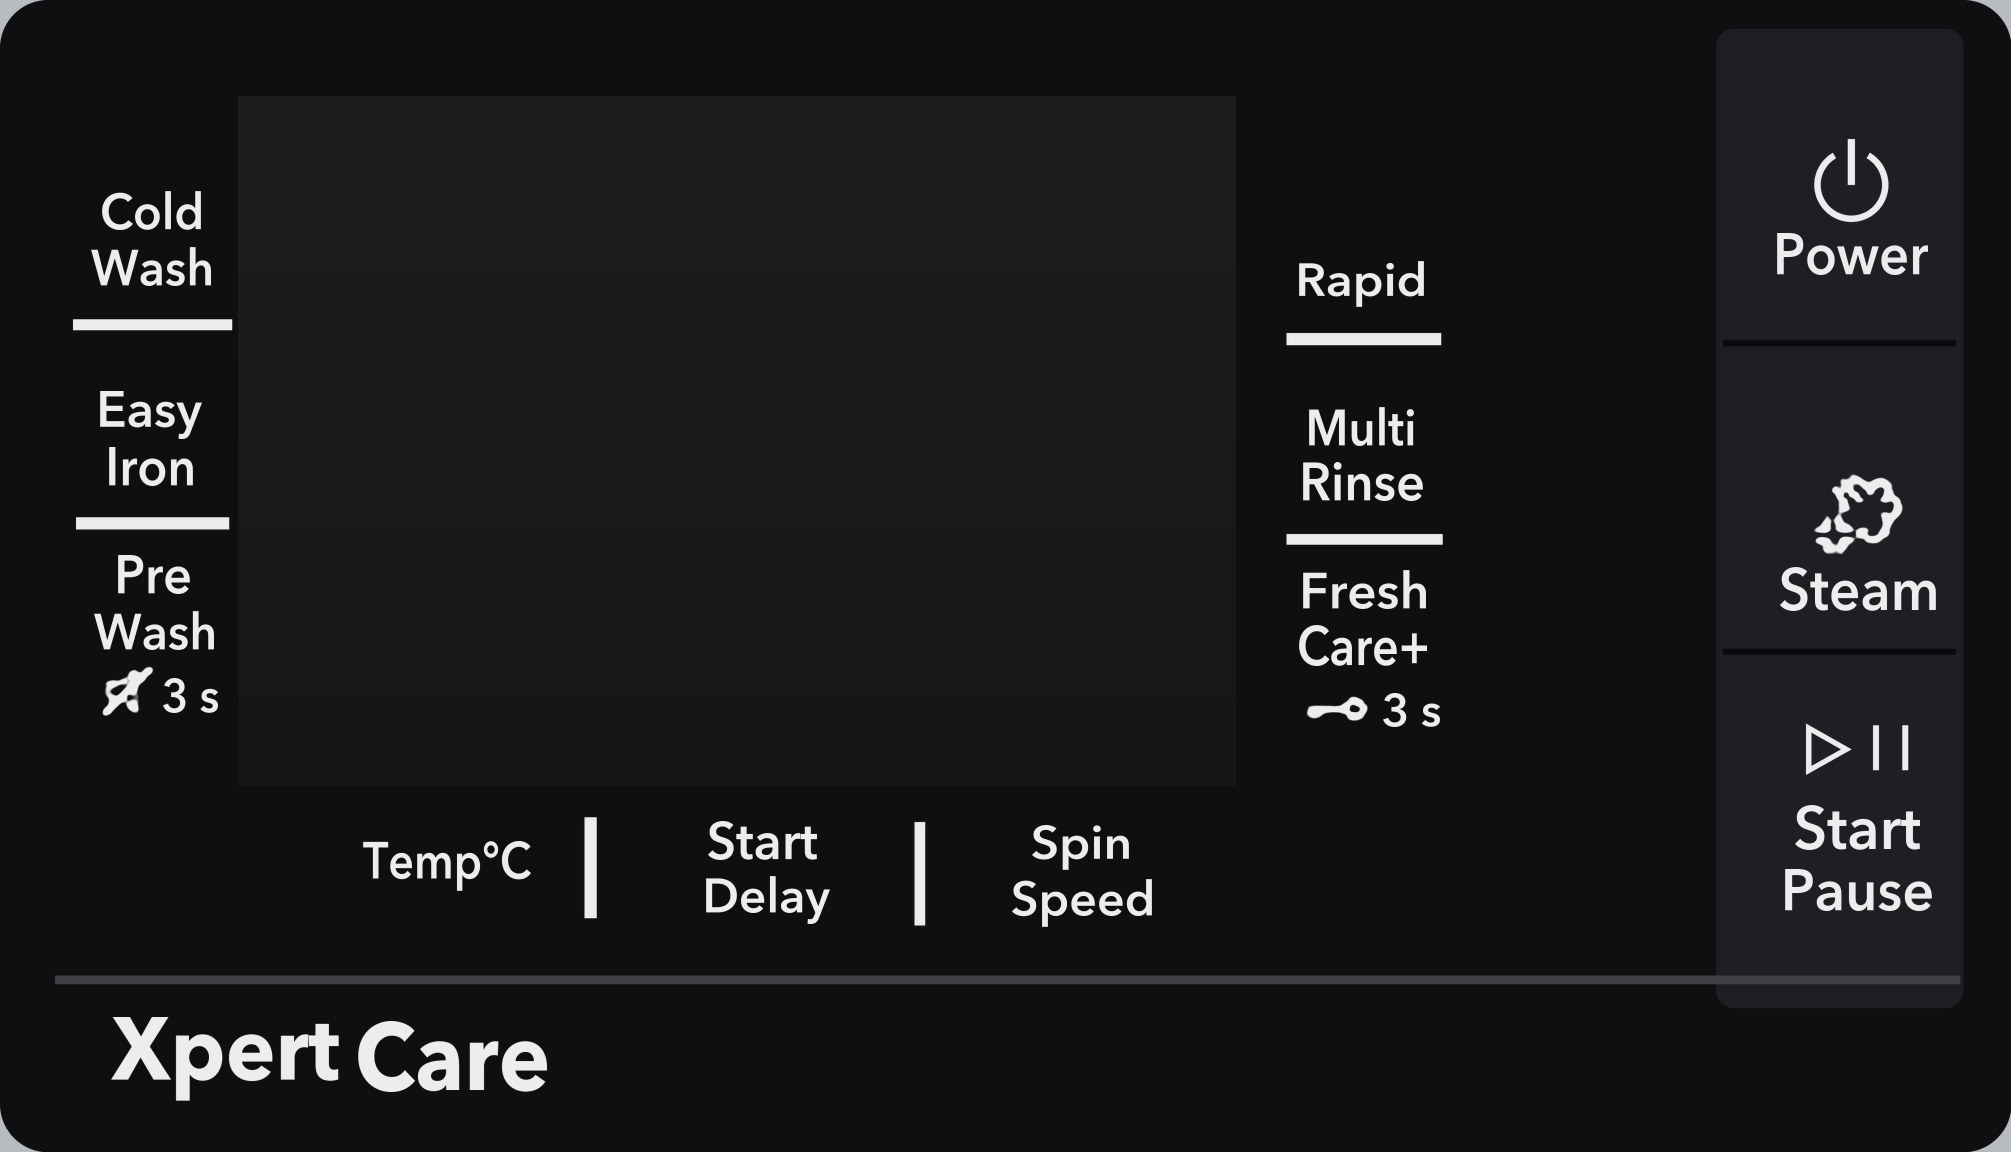 Cold
Wash
Easy
Iron
Pre
Wash
3 s
Rapid
Multi
Rinse
Fresh
Care+
3 s
Temp°C
Start
Delay
Spin
Speed
Power
Steam
Start
Pause
Xpert Care